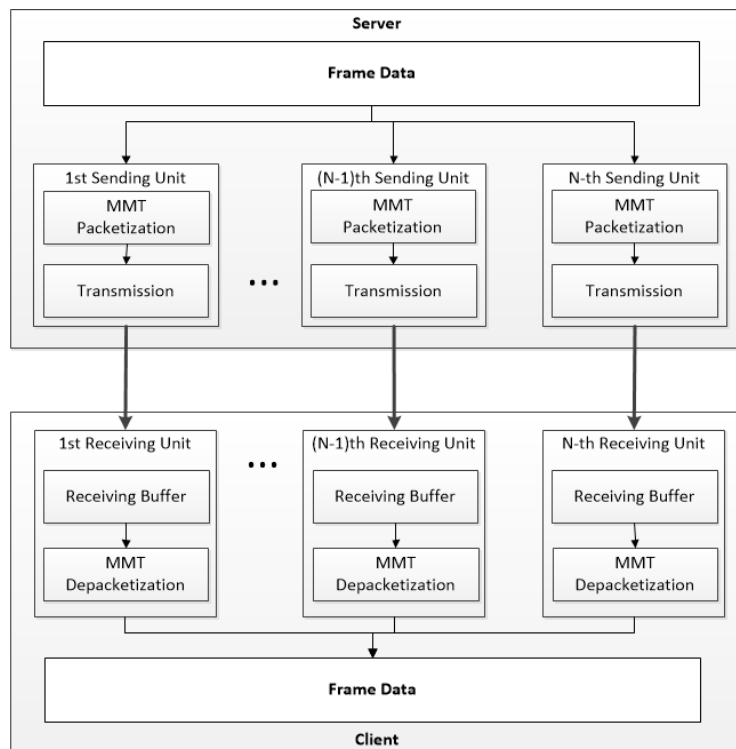 Server
Frame Data
1st Sending Unit
MMT
Packetization
Transmission
...
(N-1)th Sending Unit
MMT
Packetization
Transmission
N-th Sending Unit
MMT
Packetization
Transmission
1st Receiving Unit
Receiving Buffer
MMT
Depacketization
...
(N-1)th Receiving Unit
Receiving Buffer
MMT
Depacketization
N-th Receiving Unit
Receiving Buffer
MMT
Depacketization
Frame Data
Client